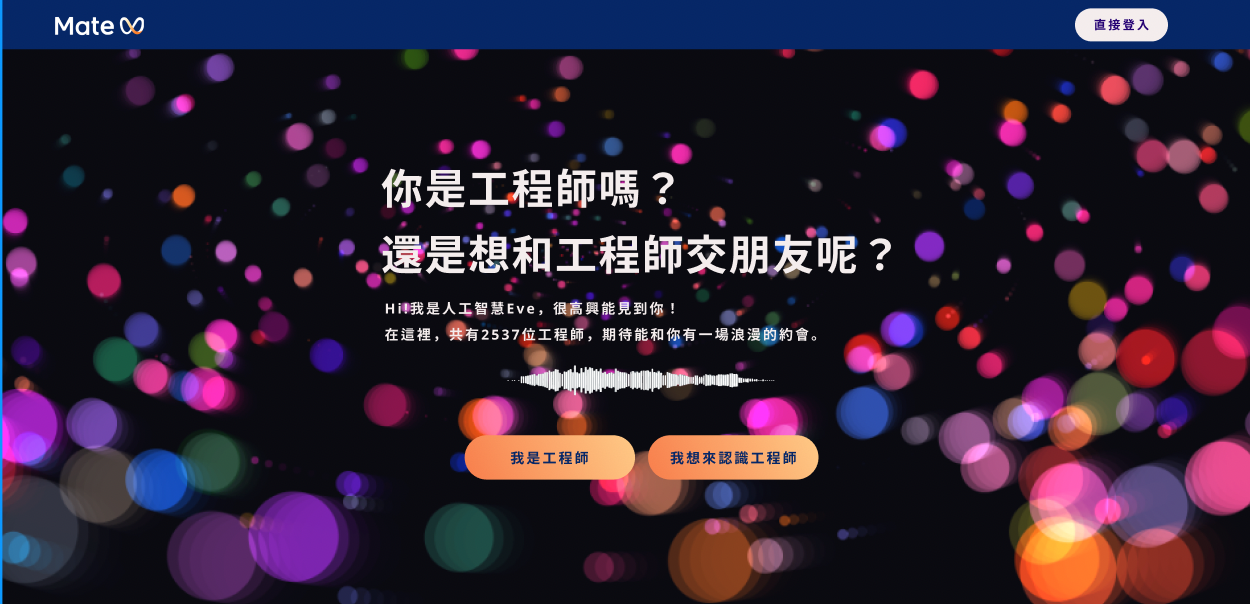 Mate
直接登入
你是工程師嗎？
還是想和工程師交朋友呢？
Hi!我是人工智慧Eve，很高興能見到你！
在這裡，共有2537位工程師，期待能和你有一場浪漫的約會。
我是工程師
我想來認識工程師